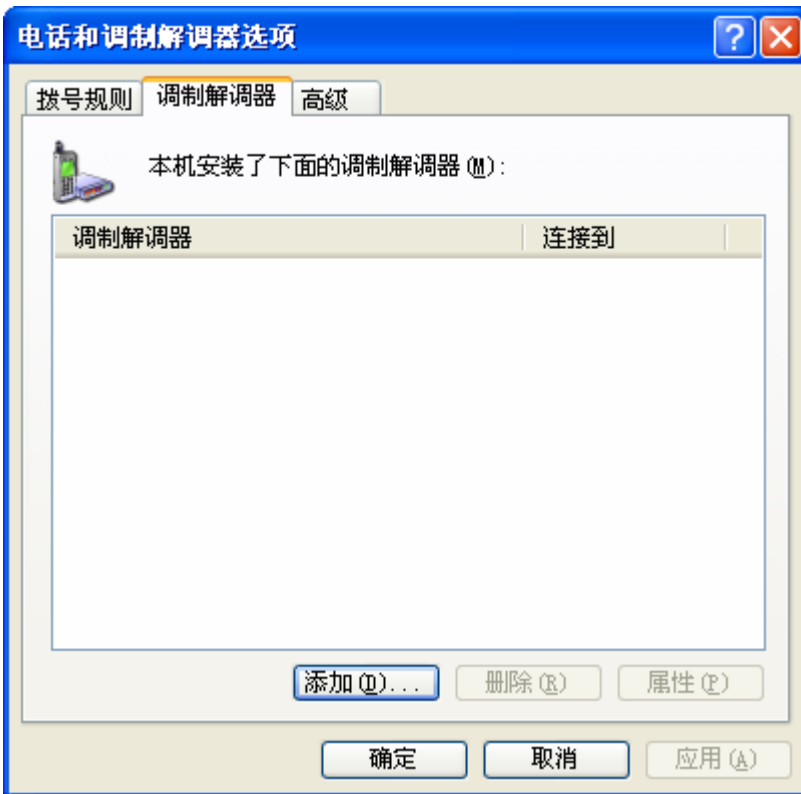 电话和调制解调器选项
拨号规则 调制解调器 高级
本机安装了下面的调制解调器(M):
调制解调器 连接到
添加(D)... 删除(R) 属性(P)
确定 取消 应用(A)